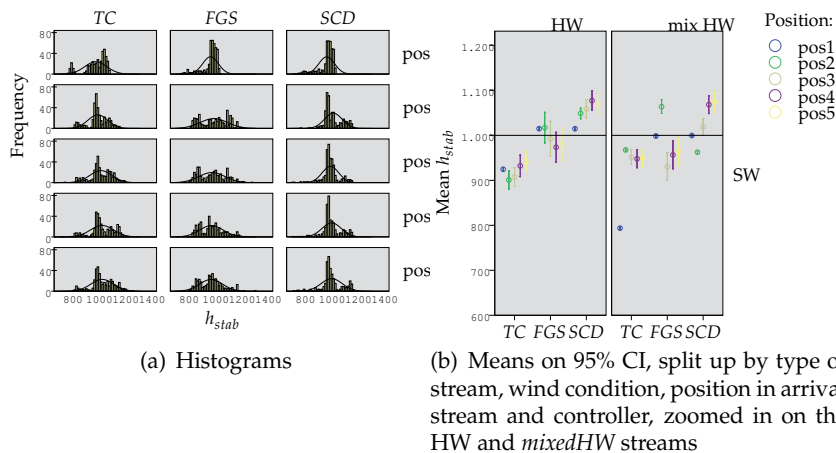 TC FGS SCD
80
40
0
pos
80
40
0
pos
80
40
0
pos
80
40
0
pos
80
40
0
pos
Frequency
800 1000 1200 1400 800 1000 1200 1400 800 1000 1200 1400
h_stab
(a) Histograms
HW mix HW
Position:
pos1
pos2
pos3
pos4
pos5
1.200
1.100
1.000
900
800
700
600
Mean h_stab
SW
TC FGS SCD TC FGS SCD
(b) Means on 95% CI, split up by type o
stream, wind condition, position in arriva
stream and controller, zoomed in on th
HW and mixedHW streams